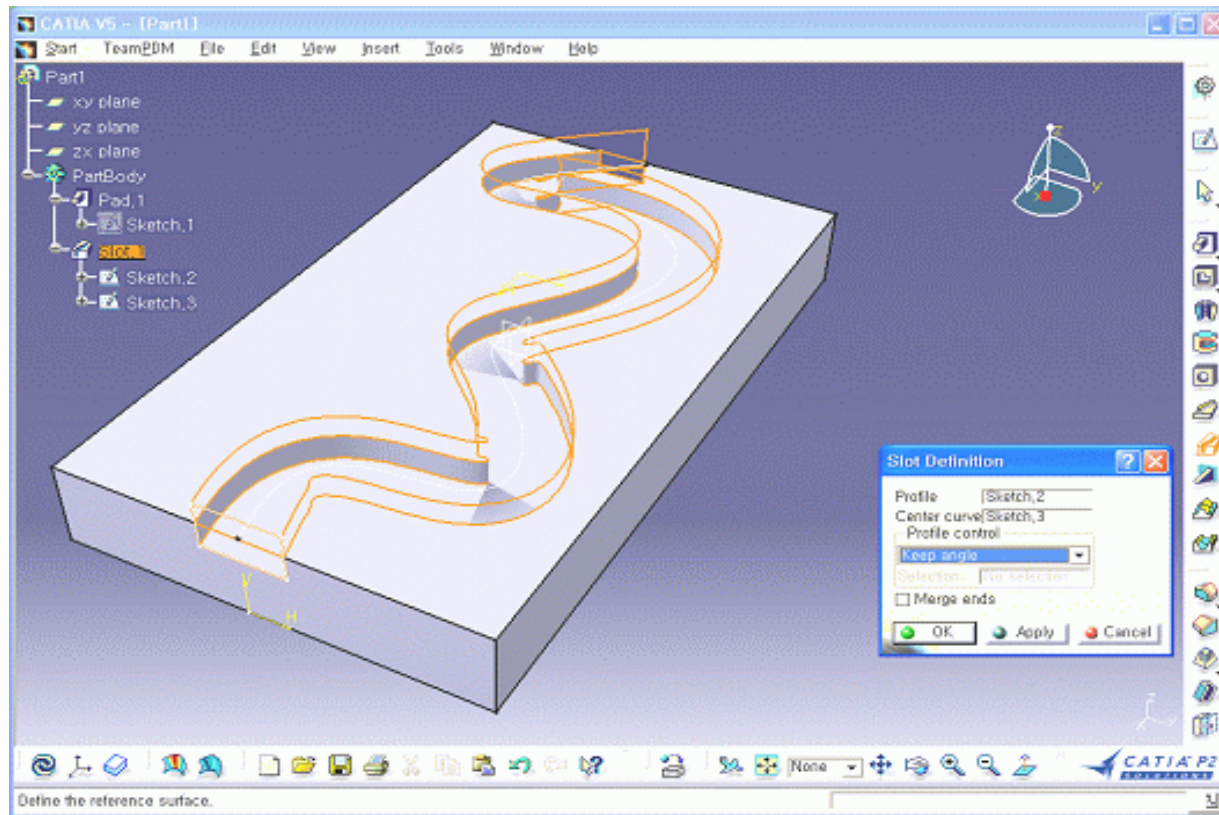 CATIA V5 - [Part1]
Start TeamPDM File Edit View Insert Tools Window Help
Part1
xy plane
yz plane
zx plane
PartBody
Pad.1
Sketch.1
Slot.1
Sketch.2
Sketch.3
z
y
V
H
Slot Definition
Profile Sketch.2
Center curve Sketch.3
Profile control
Keep angle
Selection: No selection
Merge ends
OK Apply Cancel
None
CATIA P2
SOLUTIONS
Define the reference surface.